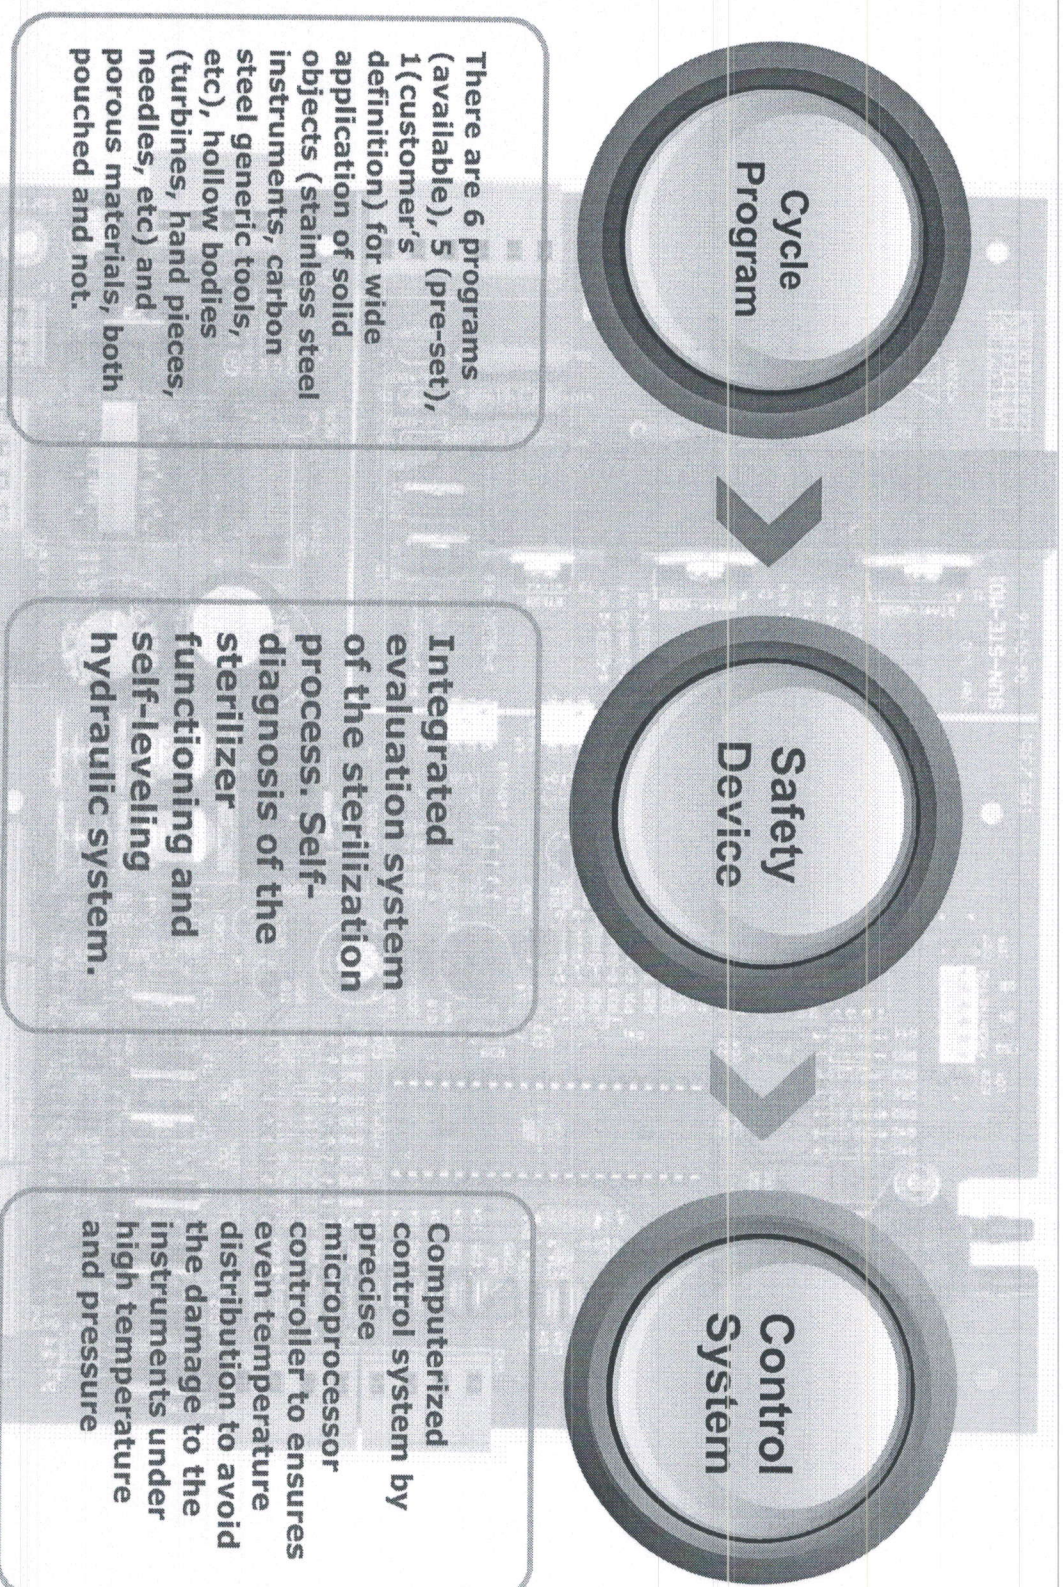 Cycle
Program
There are 6 programs
(available), 5 (pre-set),
1(customer's
definition) for wide
application of solid
objects (stainless steel
instruments, carbon
steel generic tools,
etc), hollow bodies
(turbines, hand pieces,
needles, etc) and
porous materials, both
pouched and not.
Safety
Device
Integrated
evaluation system
of the sterilization
process. Self-
diagnosis of the
sterilizer
functioning and
self-leveling
hydraulic system.
Control
System
Computerized
control system by
precise
microprocessor
controller to ensures
even temperature
distribution to avoid
the damage to the
instruments under
high temperature
and pressure